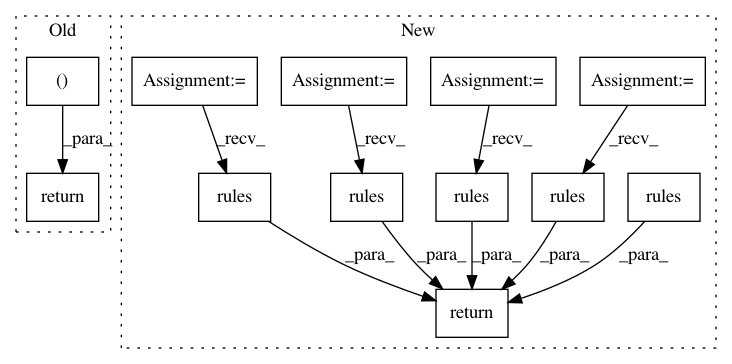 Old
New
()
Assignment:=
Assignment:=
Assignment:=
Assignment:=
_para_
_recv_
_recv_
_recv_
_recv_
return
rules
rules
rules
rules
rules
_para_
_para_
_para_
_para_
_para_
return